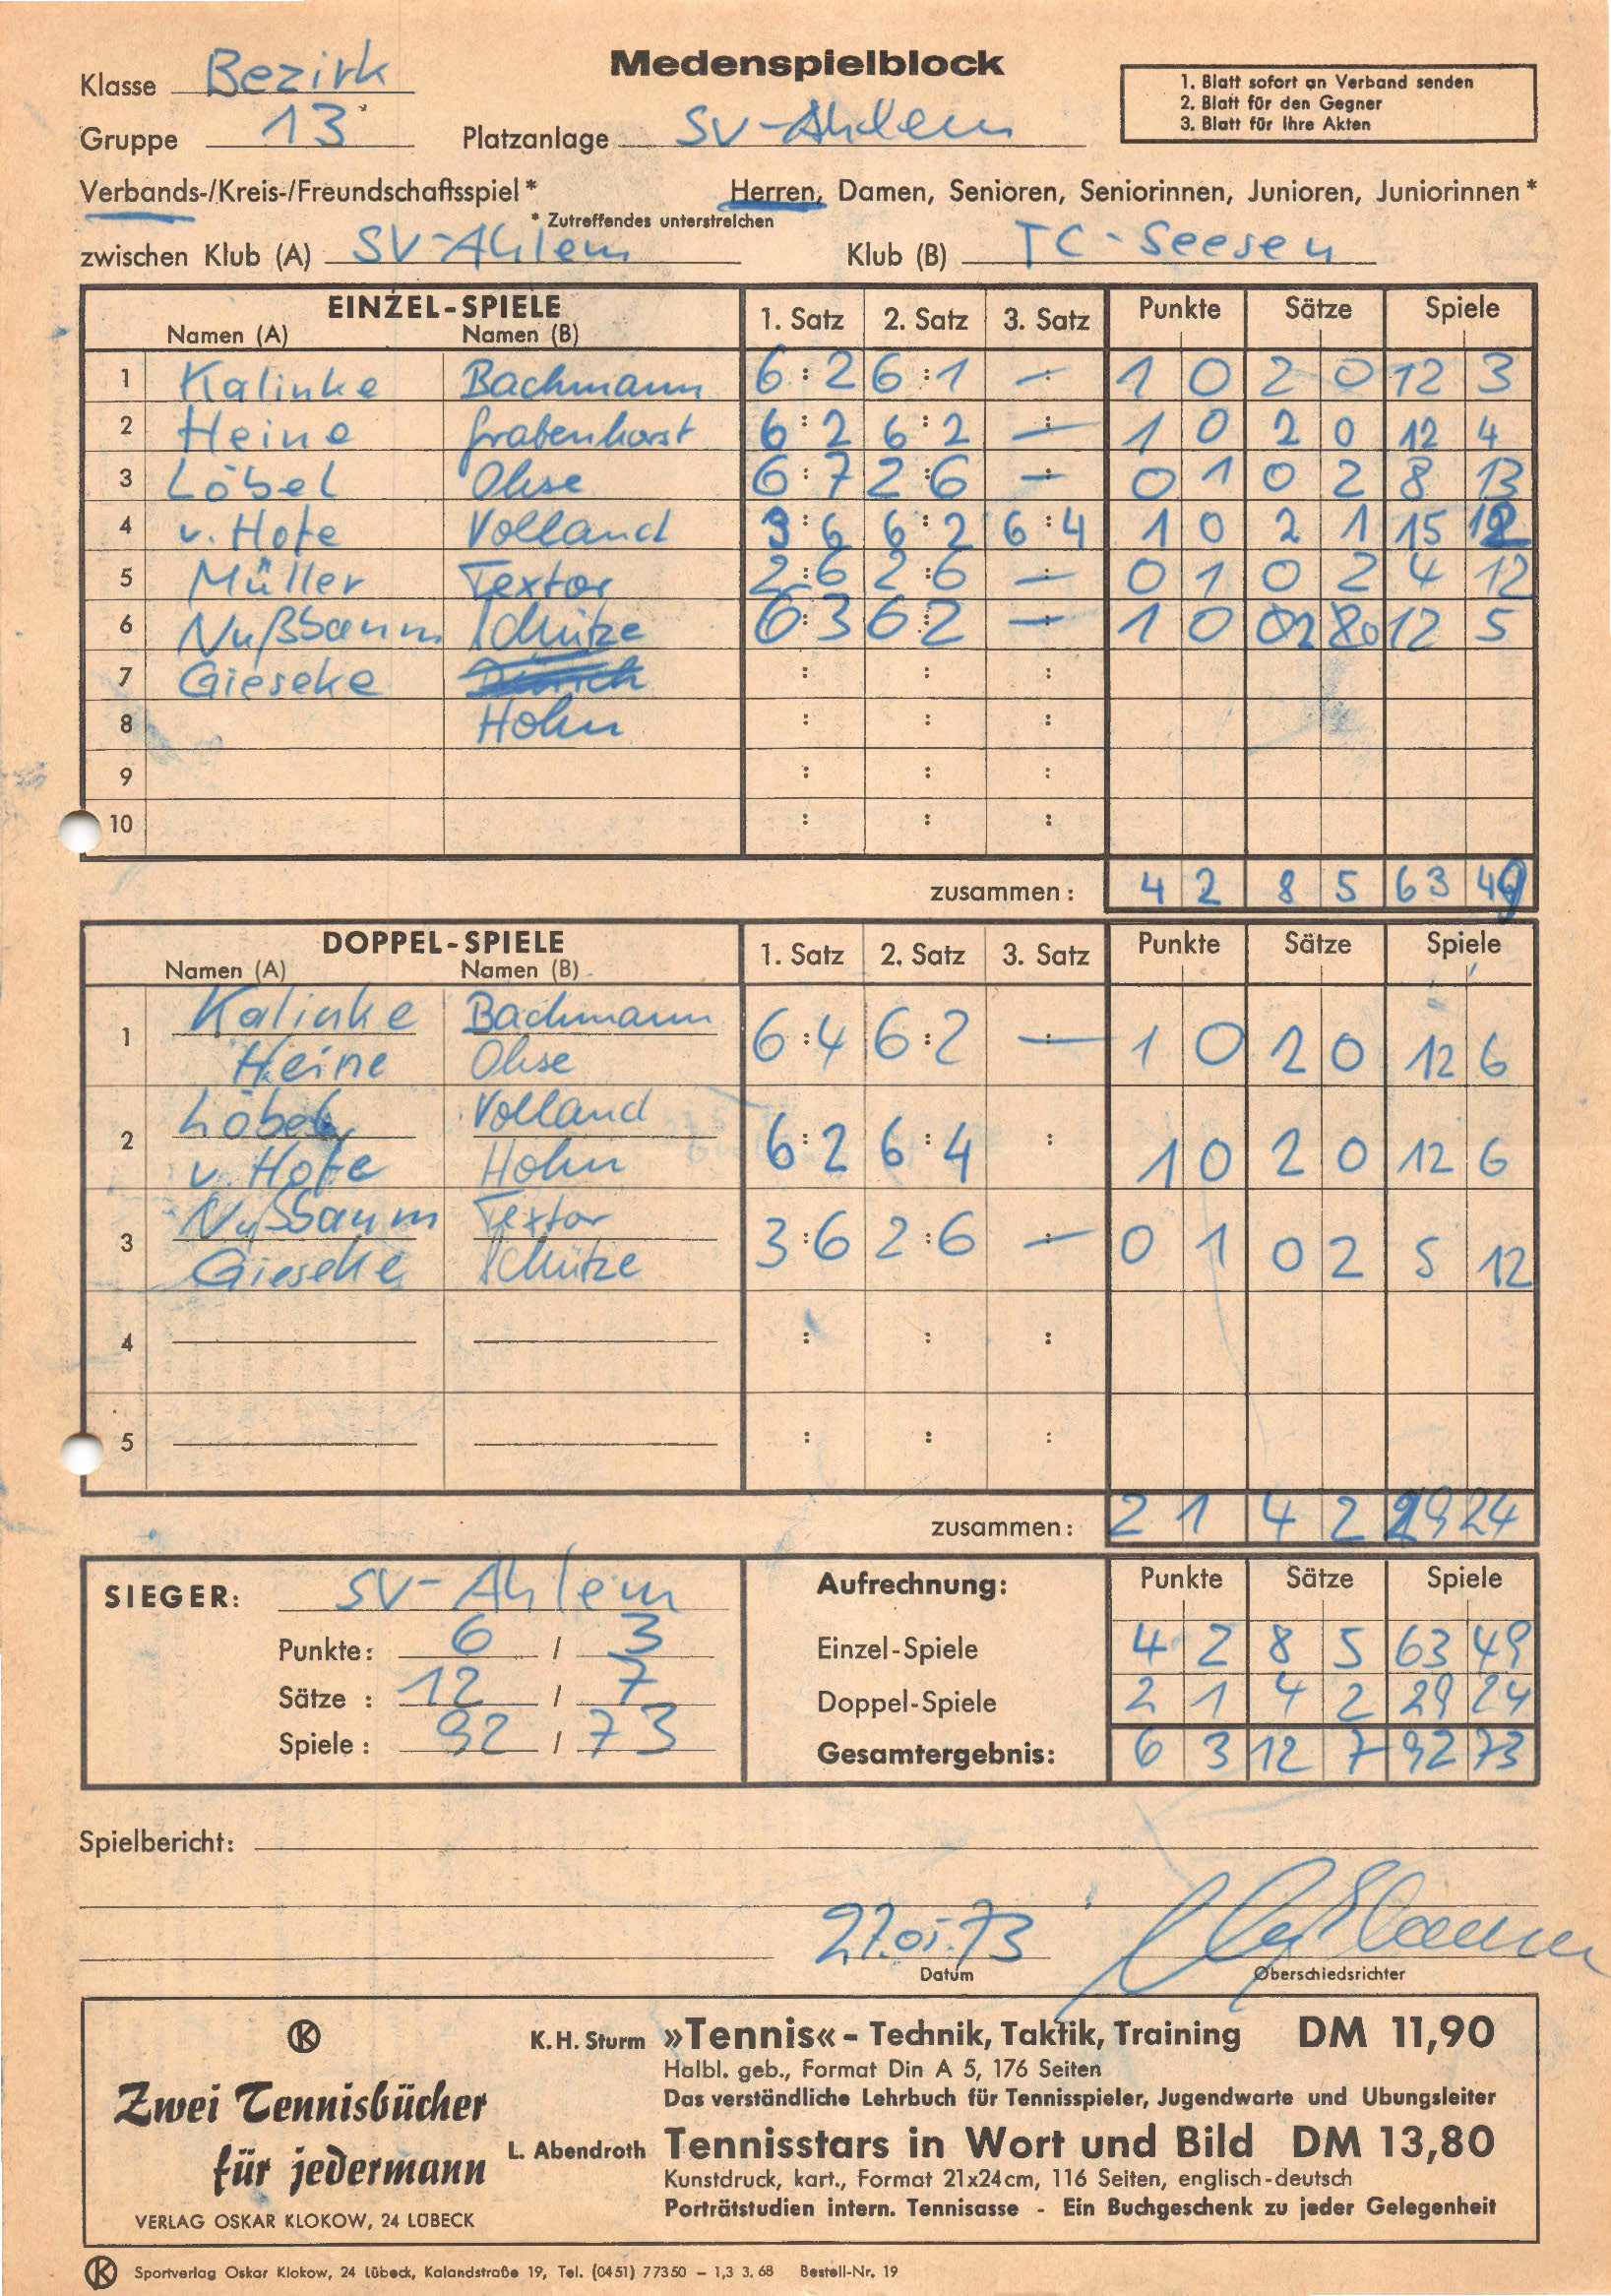 Medenspielblock
Klasse Bezirk
1. Blatt sofort an Verband senden
2. Blatt für den Gegner
3. Blatt für Ihre Akten
Gruppe 13 Platzanlage SV-Ahlem
Verbands-/Kreis-/Freundschaftsspiel* Herren, Damen, Senioren, Seniorinnen, Junioren, Juniorinnen*
* Zutreffendes unterstreichen
zwischen Klub (A) SV-Ahlem Klub (B) TC-Seesen
EINZEL-SPIELE 1. Satz 2. Satz 3. Satz Punkte Sätze Spiele
Namen (A) Namen (B)
1 Kalinke Bachmann 6:2 6:1 – 1 0 2 0 12 3
2 Heine Grabenhorst 6:2 6:2 – 1 0 2 0 12 4
3 Löbel Ohse 6:7 2:6 – 0 1 0 2 8 13
4 v. Hote Volland 3:6 6:2 6:4 1 0 2 1 15 12
5 Müller Textor 2:6 2:6 – 0 1 0 2 4 12
6 Nußbaum Schütze 6:3 6:2 – 1 0 2 0 12 5
7 Gieseke : : :
8 Hohn : : :
9 : : :
10 : : :
zusammen: 4 2 8 5 63 49
DOPPEL-SPIELE 1. Satz 2. Satz 3. Satz Punkte Sätze Spiele
Namen (A) Namen (B)
Kalinke Bachmann
1 6:4 6:2 – 1 0 2 0 12 6
Heine Ohse
Löbel Volland
2 6:2 6:4 : 1 0 2 0 12 6
v. Hote Hohn
Nußbaum Textor
3 3:6 2:6 – 0 1 0 2 5 12
Gieseke Schütze
4 : : :
5 : : :
zusammen: 2 1 4 2 29 24
SIEGER: SV-Ahlem Aufrechnung: Punkte Sätze Spiele
Punkte: 6 / 3 Einzel-Spiele 4 2 8 5 63 49
Sätze : 12 / 7 Doppel-Spiele 2 1 4 2 29 24
Spiele : 92 / 73 Gesamtergebnis: 6 3 12 7 92 73
Spielbericht:
27.05.73 Nußbaum
Datum Oberschiedsrichter
K
K. H. Sturm »Tennis« – Technik, Taktik, Training DM 11,90
Halbl. geb., Format Din A 5, 176 Seiten
Das verständliche Lehrbuch für Tennisspieler, Jugendwarte und Übungsleiter
Zwei Tennisbücher
für jedermann
L. Abendroth Tennisstars in Wort und Bild DM 13,80
Kunstdruck, kart., Format 21x24cm, 116 Seiten, englisch-deutsch
Porträtstudien intern. Tennisasse - Ein Buchgeschenk zu jeder Gelegenheit
VERLAG OSKAR KLOKOW, 24 LÜBECK
K Sportverlag Oskar Klokow, 24 Lübeck, Kalandstraße 19, Tel. (0451) 77350 – 1,3 3. 68 Bestell-Nr. 19